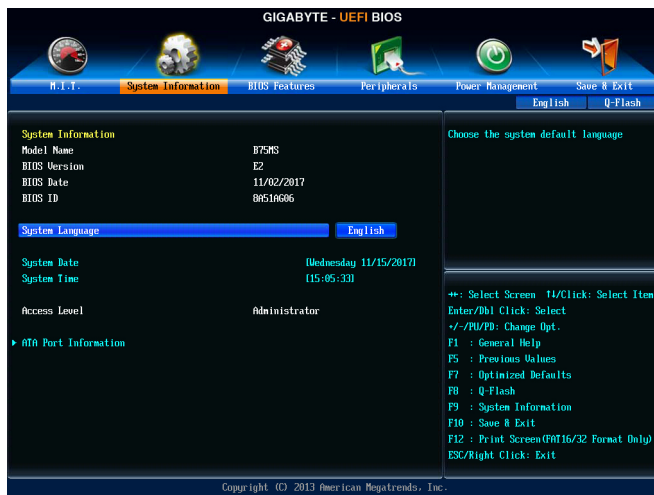 GIGABYTE - UEFI BIOS
M.I.T. System Information BIOS Features Peripherals Power Management Save & Exit
English Q-Flash
System Information
Model Name B75MS
BIOS Version E2
BIOS Date 11/02/2017
BIOS ID 8A51AG06
System Language English
System Date [Wednesday 11/15/2017]
System Time [15:05:33]
Access Level Administrator
ATA Port Information
Choose the system default language
→←: Select Screen ↑↓/Click: Select Item
Enter/Dbl Click: Select
+/-/PU/PD: Change Opt.
F1 : General Help
F5 : Previous Values
F7 : Optimized Defaults
F8 : Q-Flash
F9 : System Information
F10 : Save & Exit
F12 : Print Screen(FAT16/32 Format Only)
ESC/Right Click: Exit
Copyright (C) 2013 American Megatrends, Inc.